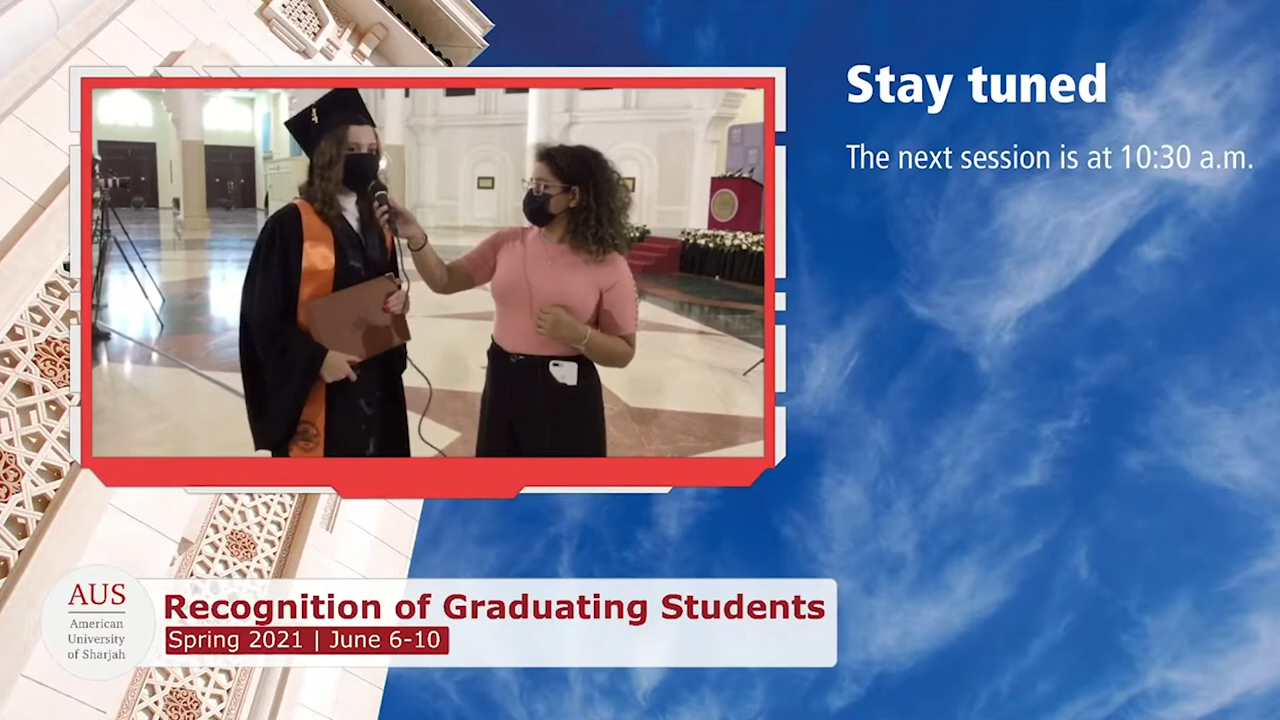 Stay tuned
The next session is at 10:30 a.m.
AUS
American
University
of Sharjah
Recognition of Graduating Students
Spring 2021 | June 6-10